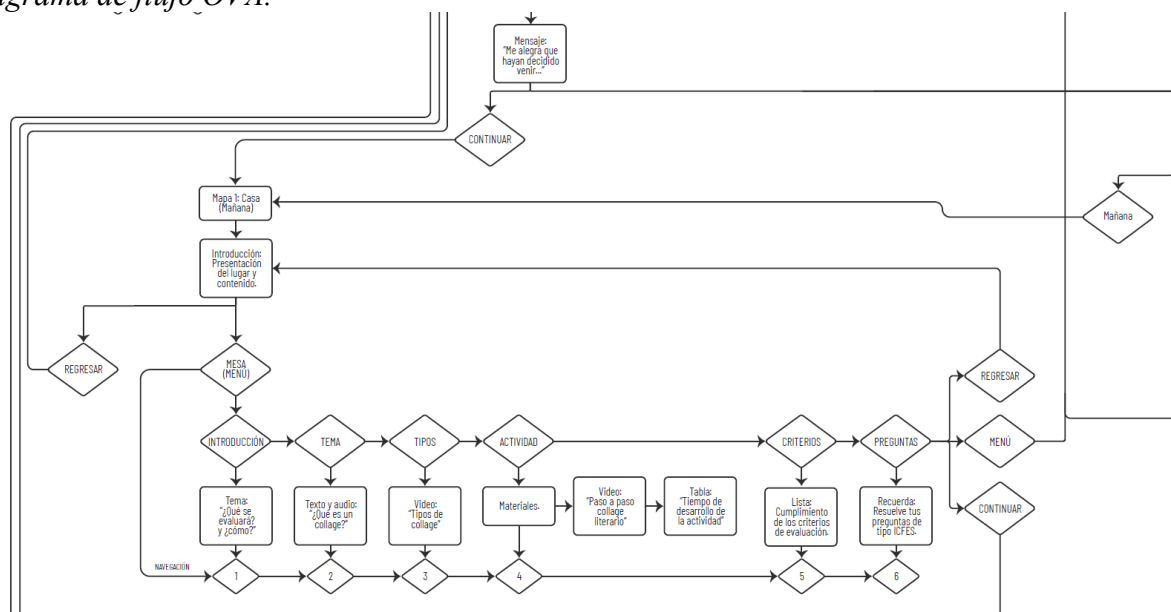 agrama de flujo OVA.
Mensaje:
"Me alegra que
hayan decidido
venir..."
CONTINUAR
Mapa 1: Casa
(Mañana)
Mañana
Introducción:
Presentación
del lugar y
contenido.
REGRESAR
MESA
(MENÚ)
REGRESAR
INTRODUCCIÓN
TEMA
TIPOS
ACTIVIDAD
CRITERIOS
PREGUNTAS
MENÚ
Tema:
"¿Qué se
evaluará?
y ¿cómo?"
Texto y audio:
"¿Qué es un
collage?"
Video:
"Tipos de
collage"
Materiales.
Video:
"Paso a paso
collage
literario"
Tabla:
"Tiempo de
desarrollo de
la actividad"
Lista:
Cumplimiento
de los criterios
de evaluación.
Recuerda:
Resuelve tus
preguntas de
tipo ICFES.
CONTINUAR
NAVEGACIÓN
1
2
3
4
5
6